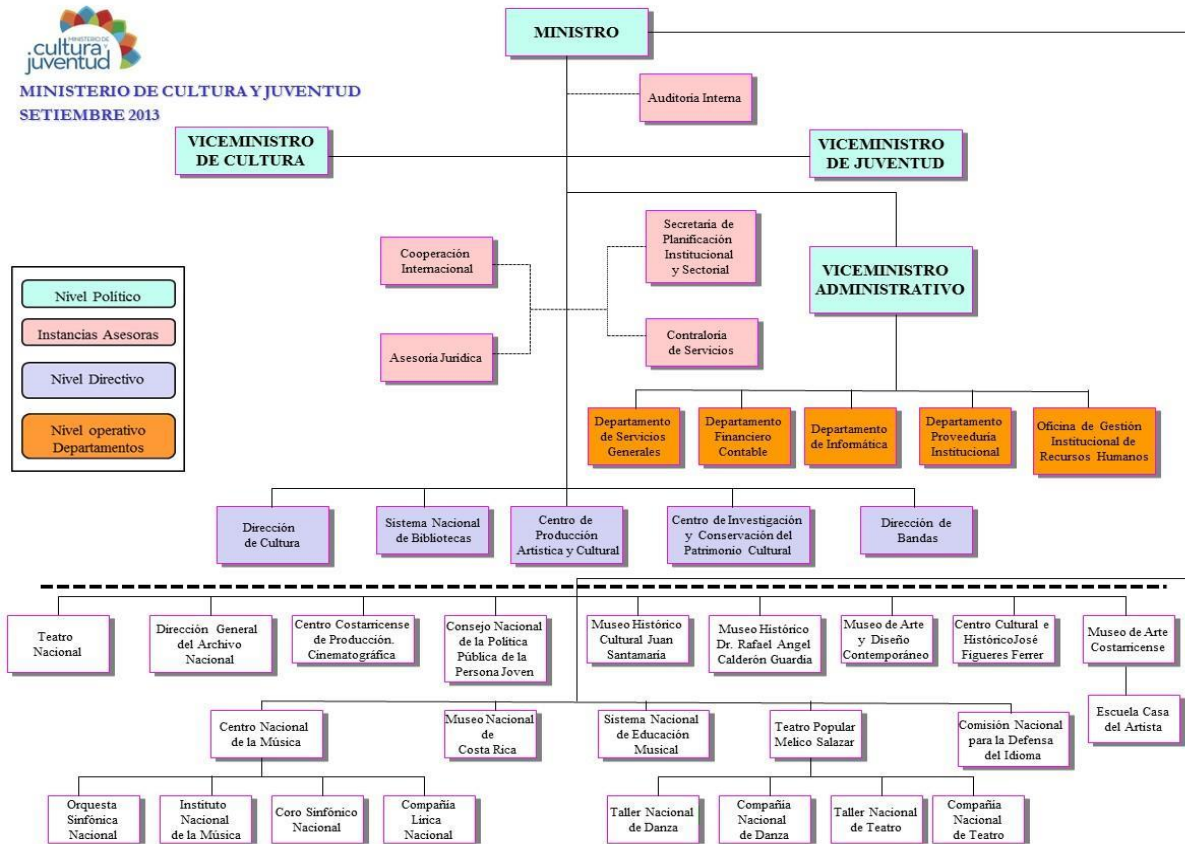 MINISTERIO DE
cultura y
juventud
MINISTERIO DE CULTURA Y JUVENTUD
SETIEMBRE 2013
MINISTRO
Auditoría Interna
VICEMINISTRO
DE CULTURA
VICEMINISTRO
DE JUVENTUD
Cooperación
Internacional
Secretaría de
Planificación
Institucional
y Sectorial
VICEMINISTRO
ADMINISTRATIVO
Asesoría Jurídica
Contraloría
de Servicios
Nivel Político
Instancias Asesoras
Nivel Directivo
Nivel operativo
Departamentos
Departamento
de Servicios
Generales
Departamento
Financiero
Contable
Departamento
de Informática
Departamento
Proveeduría
Institucional
Oficina de Gestión
Institucional de
Recursos Humanos
Dirección
de Cultura
Sistema Nacional
de Bibliotecas
Centro de
Producción
Artística y Cultural
Centro de Investigación
y Conservación del
Patrimonio Cultural
Dirección de
Bandas
Teatro
Nacional
Dirección General
del Archivo
Nacional
Centro Costarricense
de Producción.
Cinematográfica
Consejo Nacional
de la Política
Pública de la
Persona Joven
Museo Histórico
Cultural Juan
Santamaría
Museo Histórico
Dr. Rafael Angel
Calderón Guardia
Museo de Arte
y Diseño
Contemporáneo
Centro Cultural e
HistóricoJosé
Figueres Ferrer
Museo de Arte
Costarricense
Centro Nacional
de la Música
Museo Nacional
de
Costa Rica
Sistema Nacional
de Educación
Musical
Teatro Popular
Melico Salazar
Comisión Nacional
para la Defensa
del Idioma
Escuela Casa
del Artista
Orquesta
Sinfónica
Nacional
Instituto
Nacional
de la Música
Coro Sinfónico
Nacional
Compañía
Lírica
Nacional
Taller Nacional
de Danza
Compañía
Nacional
de Danza
Taller Nacional
de Teatro
Compañía
Nacional
de Teatro